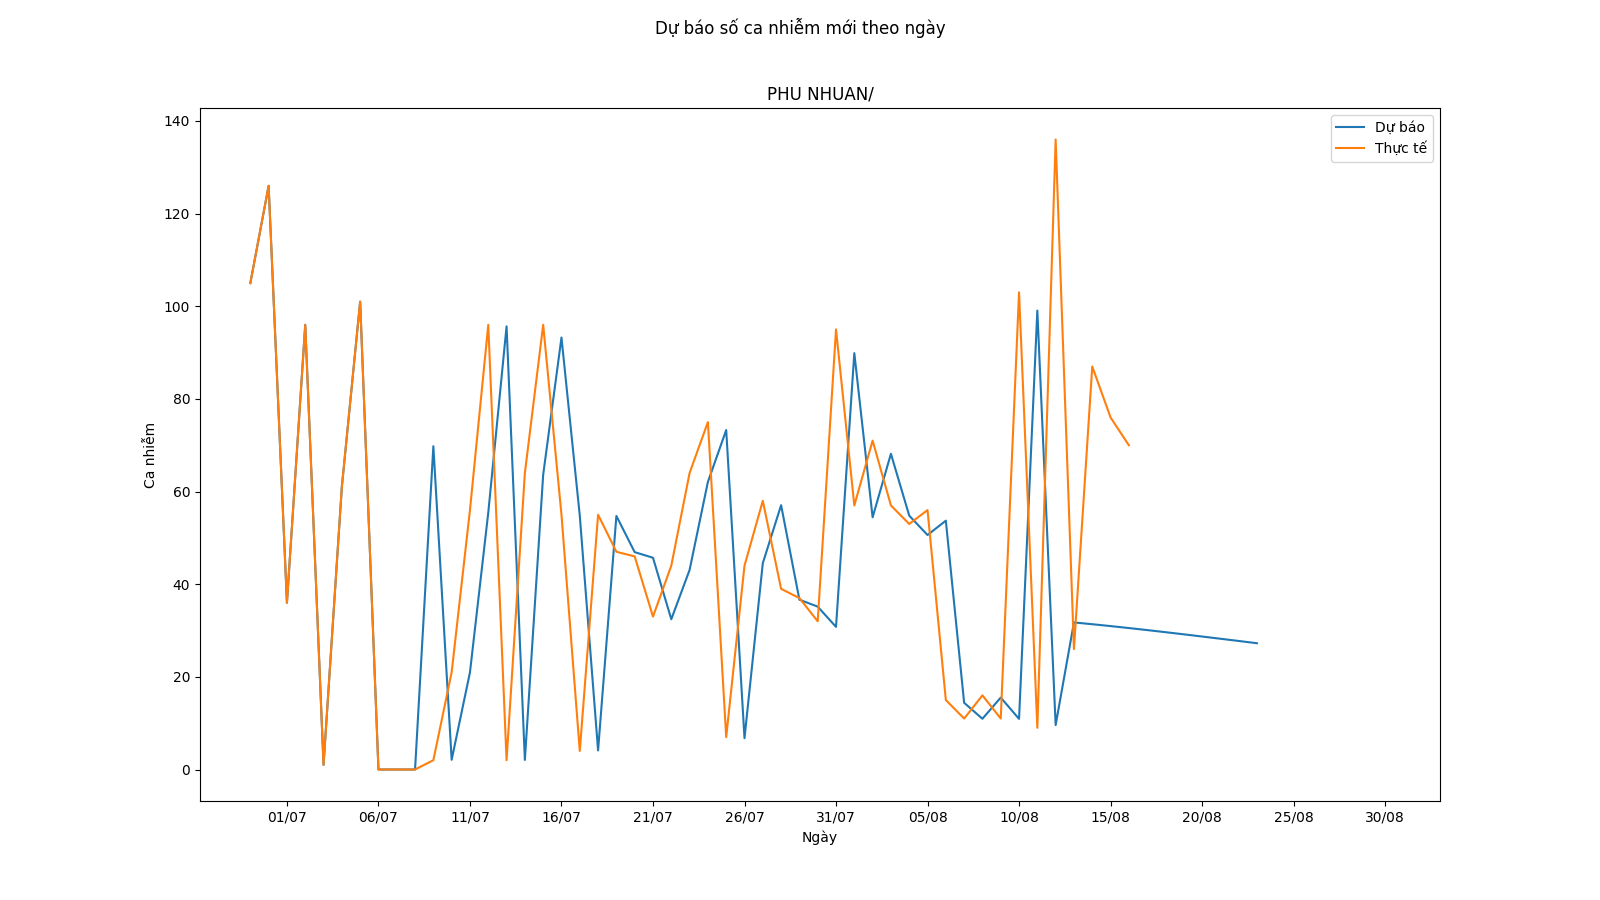 Dự báo số ca nhiễm mới theo ngày
PHU NHUAN/
140
120
100
80
60
40
20
0
Ca nhiễm
Dự báo
Thực tế
01/07 06/07 11/07 16/07 21/07 26/07 31/07 05/08 10/08 15/08 20/08 25/08 30/08
Ngày